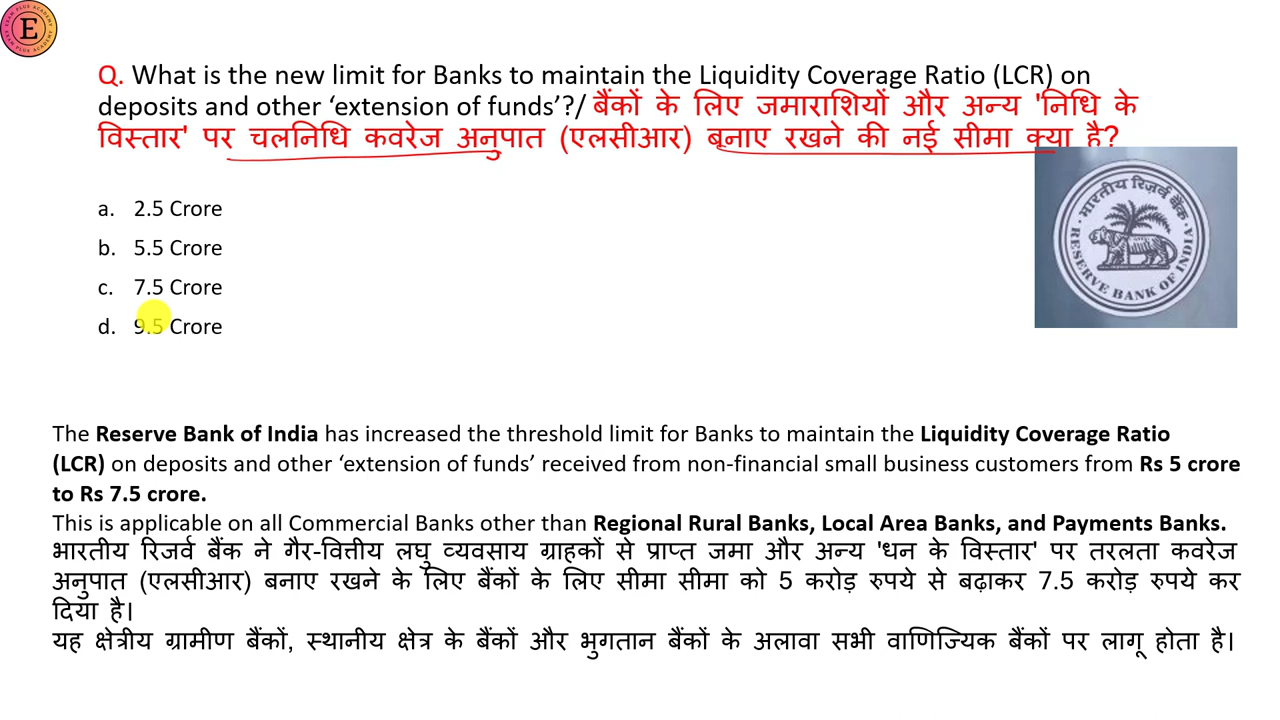 E
Q. What is the new limit for Banks to maintain the Liquidity Coverage Ratio (LCR) on
deposits and other ‘extension of funds’?/ बैंकों के लिए जमाराशियों और अन्य 'निधि के
विस्तार' पर चलनिधि कवरेज अनुपात (एलसीआर) बनाए रखने की नई सीमा क्या है?
भारतीय रिज़र्व बैंक
RESERVE BANK OF INDIA
a. 2.5 Crore
b. 5.5 Crore
c. 7.5 Crore
d. 9.5 Crore
The Reserve Bank of India has increased the threshold limit for Banks to maintain the Liquidity Coverage Ratio
(LCR) on deposits and other ‘extension of funds’ received from non-financial small business customers from Rs 5 crore
to Rs 7.5 crore.
This is applicable on all Commercial Banks other than Regional Rural Banks, Local Area Banks, and Payments Banks.
भारतीय रिजर्व बैंक ने गैर-वित्तीय लघु व्यवसाय ग्राहकों से प्राप्त जमा और अन्य 'धन के विस्तार' पर तरलता कवरेज
अनुपात (एलसीआर) बनाए रखने के लिए बैंकों के लिए सीमा सीमा को 5 करोड़ रुपये से बढ़ाकर 7.5 करोड़ रुपये कर
दिया है।
यह क्षेत्रीय ग्रामीण बैंकों, स्थानीय क्षेत्र के बैंकों और भुगतान बैंकों के अलावा सभी वाणिज्यिक बैंकों पर लागू होता है।